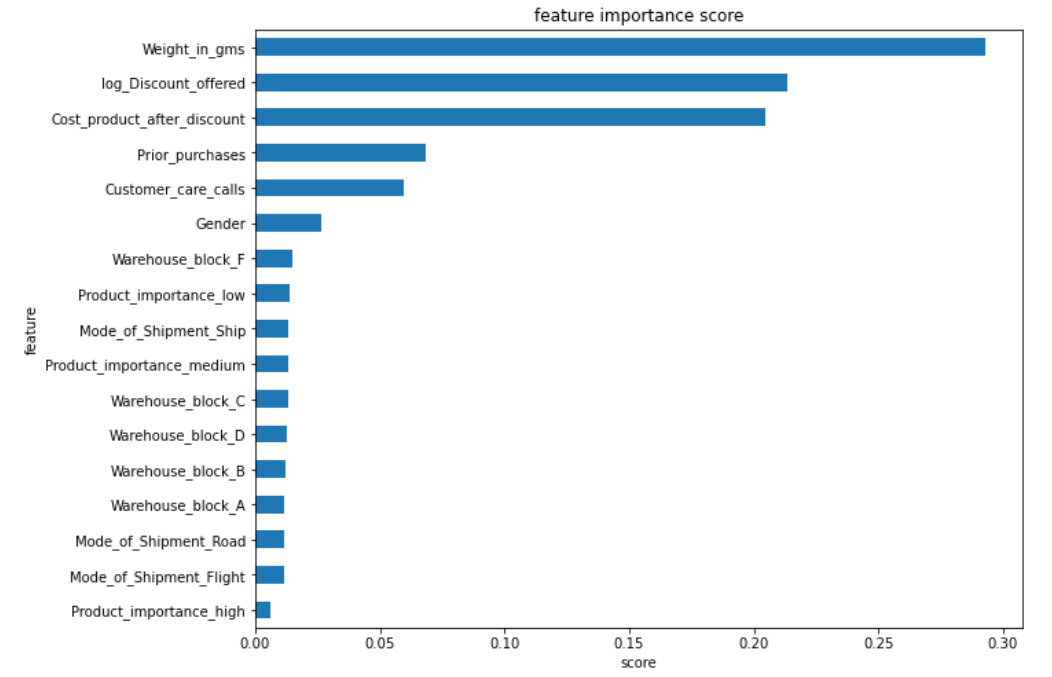 feature importance score
Weight_in_gms
log_Discount_offered
Cost_product_after_discount
Prior_purchases
Customer_care_calls
Gender
Warehouse_block_F
Product_importance_low
Mode_of_Shipment_Ship
Product_importance_medium
Warehouse_block_C
Warehouse_block_D
Warehouse_block_B
Warehouse_block_A
Mode_of_Shipment_Road
Mode_of_Shipment_Flight
Product_importance_high
feature
0.00 0.05 0.10 0.15 0.20 0.25 0.30
score